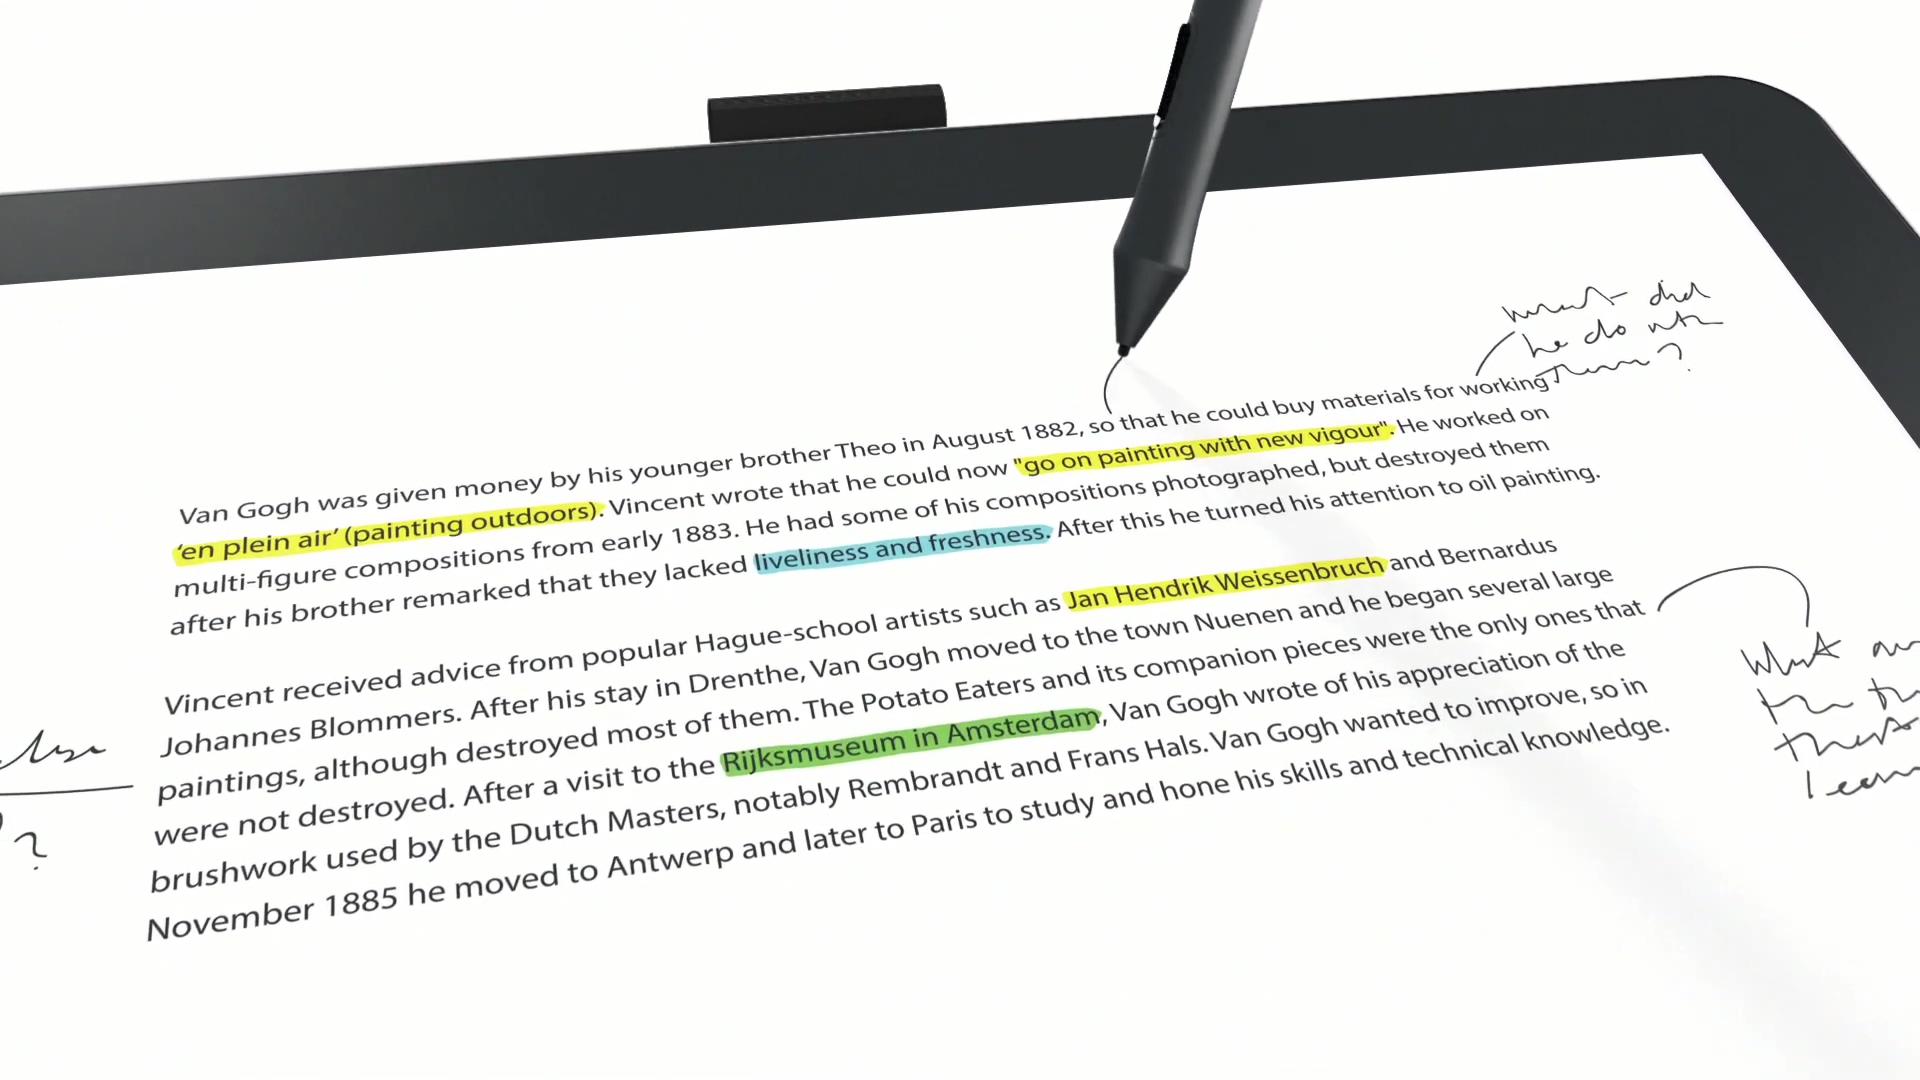 what did
he do with
them?
Van Gogh was given money by his younger brother Theo in August 1882, so that he could buy materials for working
‘en plein air’ (painting outdoors). Vincent wrote that he could now "go on painting with new vigour". He worked on
multi-figure compositions from early 1883. He had some of his compositions photographed, but destroyed them
after his brother remarked that they lacked liveliness and freshness. After this he turned his attention to oil painting.
Vincent received advice from popular Hague-school artists such as Jan Hendrik Weissenbruch and Bernardus
Johannes Blommers. After his stay in Drenthe, Van Gogh moved to the town Nuenen and he began several large
paintings, although destroyed most of them. The Potato Eaters and its companion pieces were the only ones that
were not destroyed. After a visit to the Rijksmuseum in Amsterdam, Van Gogh wrote of his appreciation of the
brushwork used by the Dutch Masters, notably Rembrandt and Frans Hals. Van Gogh wanted to improve, so in
November 1885 he moved to Antwerp and later to Paris to study and hone his skills and technical knowledge.
What
the
?